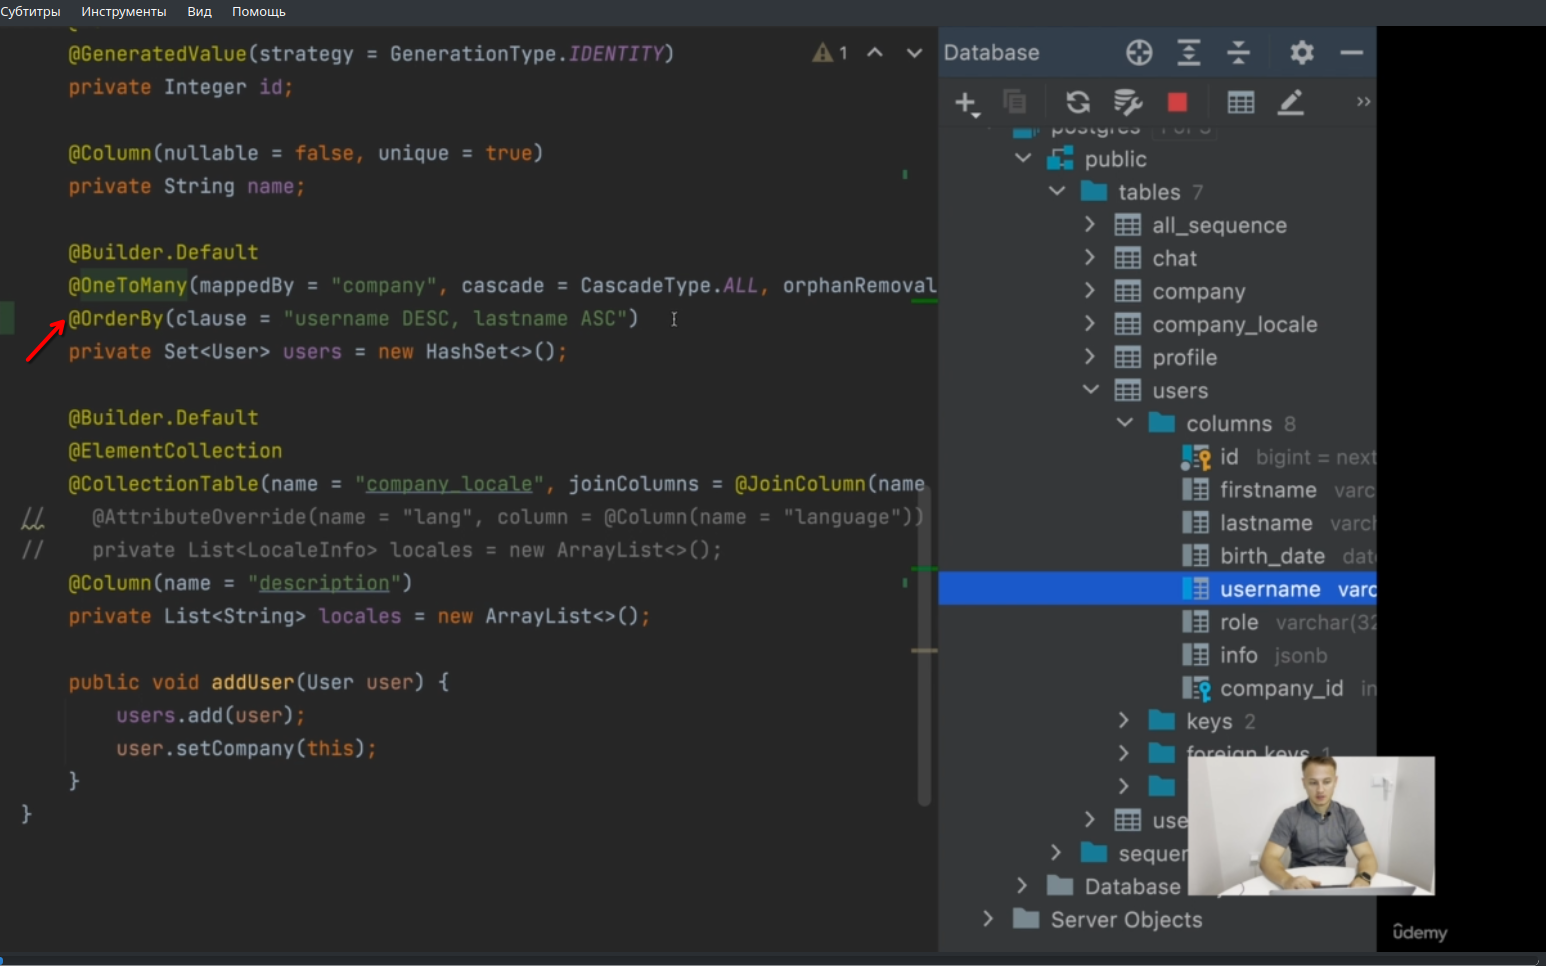 Субтитры Инструменты Вид Помощь
@GeneratedValue(strategy = GenerationType.IDENTITY)
1
private Integer id;
@Column(nullable = false, unique = true)
private String name;
@Builder.Default
@OneToMany(mappedBy = "company", cascade = CascadeType.ALL, orphanRemoval
@OrderBy(clause = "username DESC, lastname ASC")
private Set<User> users = new HashSet<>();
@Builder.Default
@ElementCollection
@CollectionTable(name = "company_locale", joinColumns = @JoinColumn(name
// @AttributeOverride(name = "lang", column = @Column(name = "language"))
// private List<LocaleInfo> locales = new ArrayList<>();
@Column(name = "description")
private List<String> locales = new ArrayList<>();
public void addUser(User user) {
users.add(user);
user.setCompany(this);
}
}
Database
postgres
public
tables 7
all_sequence
chat
company
company_locale
profile
users
columns 8
id bigint = next
firstname varc
lastname varch
birth_date date
username varc
role varchar(32
info jsonb
company_id in
keys 2
foreign keys 1
use
sequen
Database
Server Objects
ûdemy